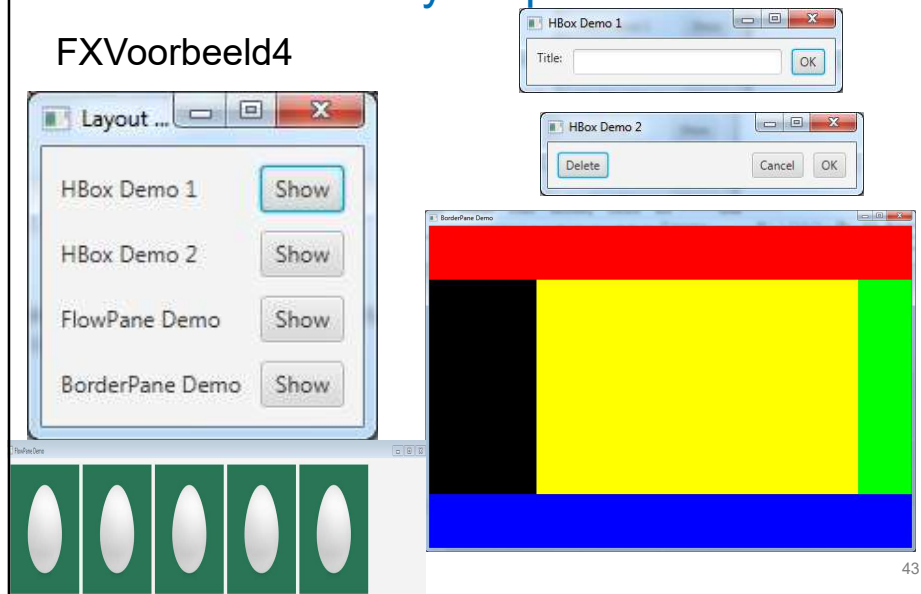 FXVoorbeeld4
Layout ...
HBox Demo 1 Show
HBox Demo 2 Show
FlowPane Demo Show
BorderPane Demo Show
HBox Demo 1
Title: OK
HBox Demo 2
Delete Cancel OK
BorderPane Demo
FlowPane Demo
43